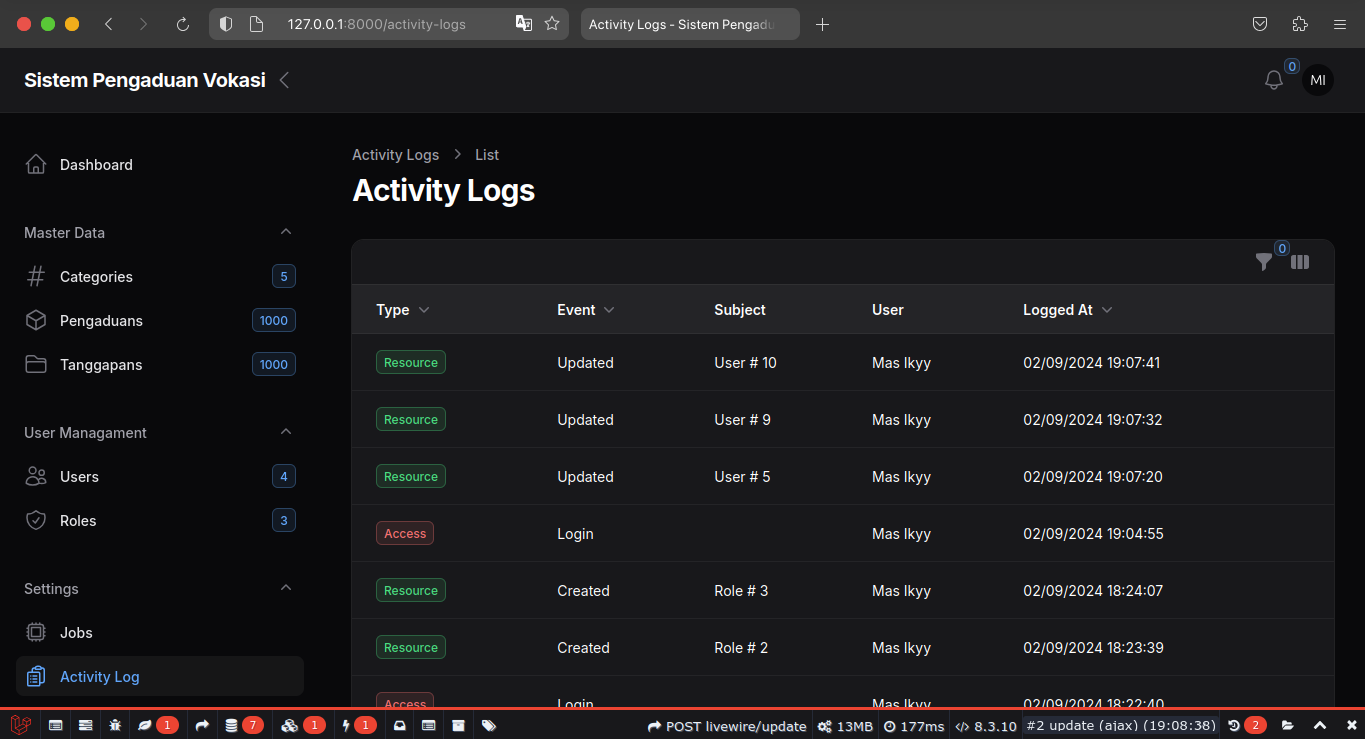 127.0.0.1:8000/activity-logs
Activity Logs - Sistem Pengadu
Sistem Pengaduan Vokasi
0
MI
Dashboard
Master Data
Categories 5
Pengaduans 1000
Tanggapans 1000
User Managament
Users 4
Roles 3
Settings
Jobs
Activity Log
Activity Logs > List
Activity Logs
0
Type Event Subject User Logged At
Resource Updated User # 10 Mas Ikyy 02/09/2024 19:07:41
Resource Updated User # 9 Mas Ikyy 02/09/2024 19:07:32
Resource Updated User # 5 Mas Ikyy 02/09/2024 19:07:20
Access Login Mas Ikyy 02/09/2024 19:04:55
Resource Created Role # 3 Mas Ikyy 02/09/2024 18:24:07
Resource Created Role # 2 Mas Ikyy 02/09/2024 18:23:39
Access Login Mas Ikyy 02/09/2024 18:22:40
1 7 1 1 POST livewire/update 13MB 177ms 8.3.10 #2 update (ajax) (19:08:38) 2